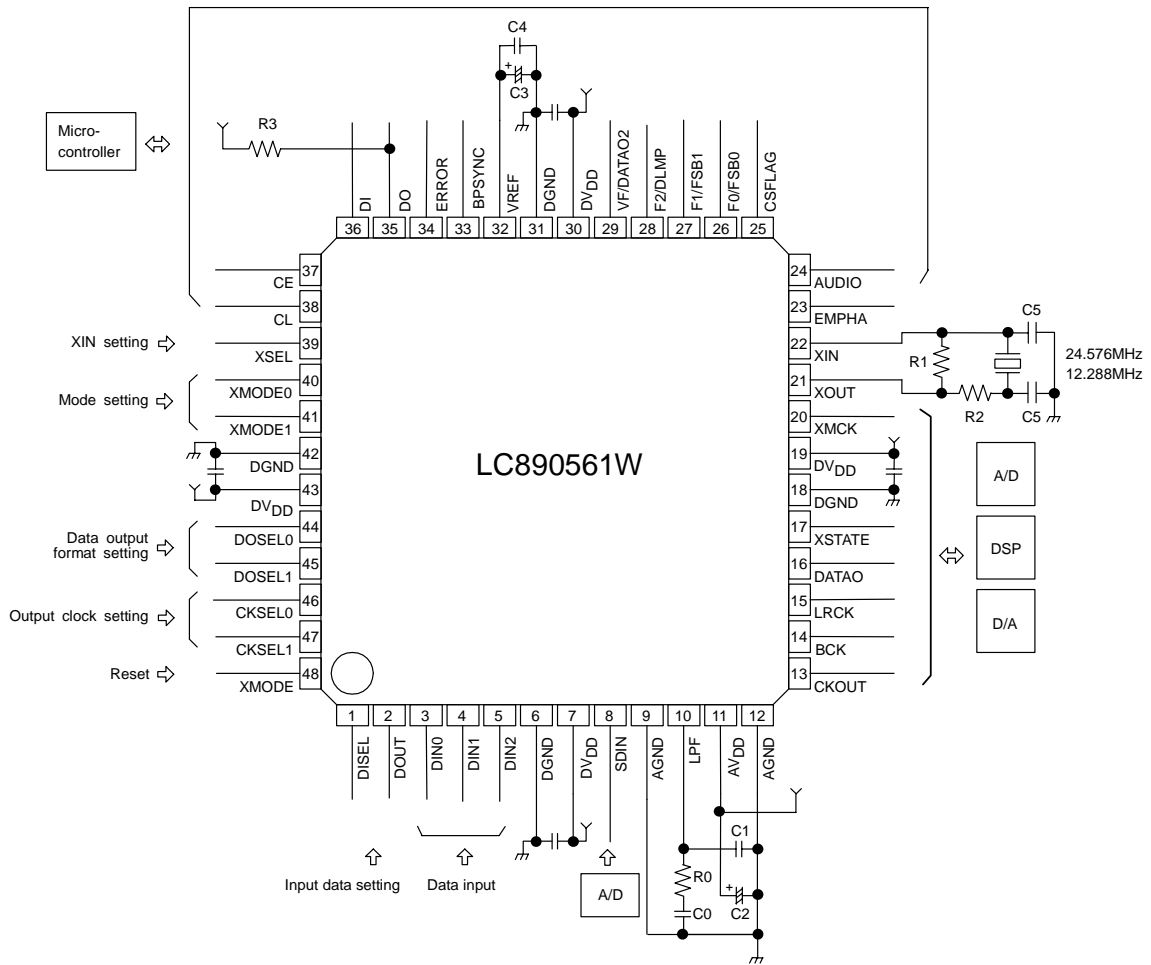 C4
+
C3
Micro-
controller
R3
DI
DO
ERROR
BPSYNC
VREF
DGND
DVDD
VF/DATAO2
F2/DLMP
F1/FSB1
F0/FSB0
CSFLAG
36 35 34 33 32 31 30 29 28 27 26 25
37
CE
38
CL
XIN setting
39
XSEL
Mode setting
40
XMODE0
41
XMODE1
42
DGND
43
DVDD
Data output
format setting
44
DOSEL0
45
DOSEL1
Output clock setting
46
CKSEL0
47
CKSEL1
Reset
48
XMODE
LC890561W
24
AUDIO
23
EMPHA
22
XIN
21
XOUT
20
XMCK
19
DVDD
18
DGND
17
XSTATE
16
DATAO
15
LRCK
14
BCK
13
CKOUT
C5
R1
R2
C5
24.576MHz
12.288MHz
A/D
DSP
D/A
1 2 3 4 5 6 7 8 9 10 11 12
DISEL
DOUT
DIN0
DIN1
DIN2
DGND
DVDD
SDIN
AGND
LPF
AVDD
AGND
Input data setting
Data input
A/D
C1
R0
+
C2
C0